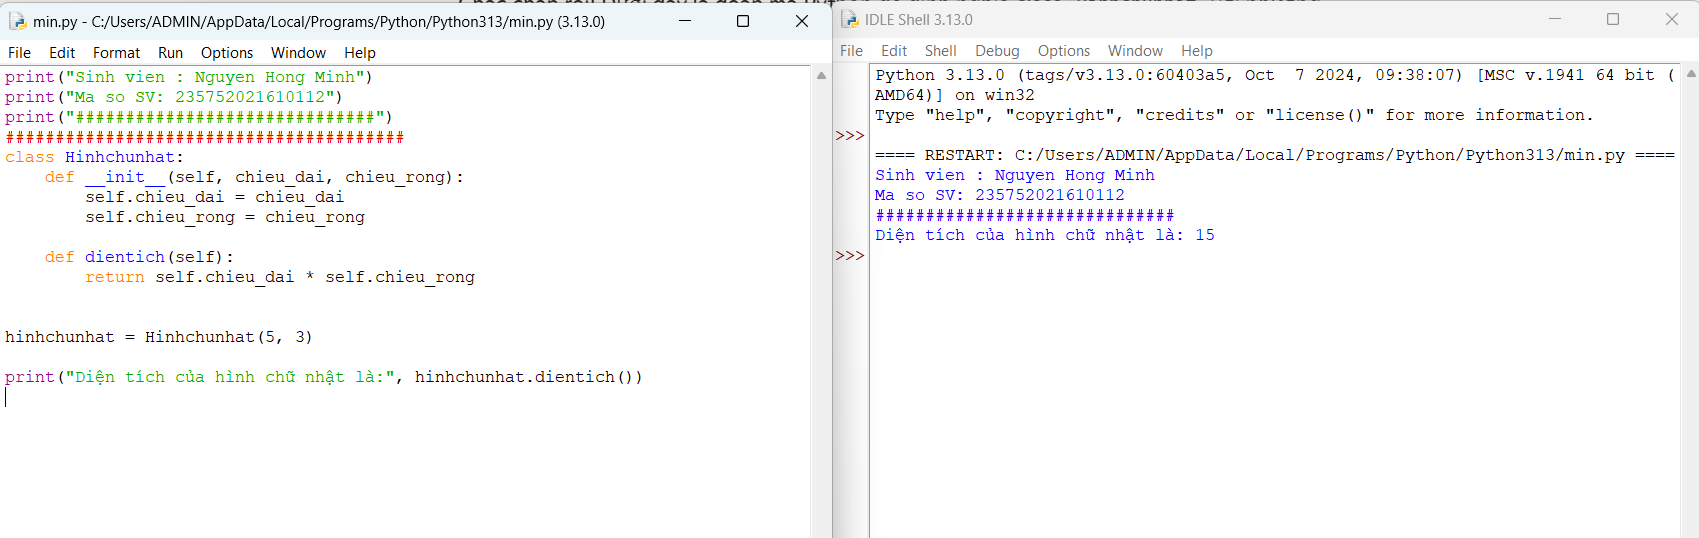 min.py - C:/Users/ADMIN/AppData/Local/Programs/Python/Python313/min.py (3.13.0)
File Edit Format Run Options Window Help
print("Sinh vien : Nguyen Hong Minh")
print("Ma so SV: 235752021610112")
print("##############################")
########################################
class Hinhchunhat:
    def __init__(self, chieu_dai, chieu_rong):
        self.chieu_dai = chieu_dai
        self.chieu_rong = chieu_rong
    def dientich(self):
        return self.chieu_dai * self.chieu_rong
hinhchunhat = Hinhchunhat(5, 3)
print("Diện tích của hình chữ nhật là:", hinhchunhat.dientich())
IDLE Shell 3.13.0
File Edit Shell Debug Options Window Help
Python 3.13.0 (tags/v3.13.0:60403a5, Oct  7 2024, 09:38:07) [MSC v.1941 64 bit (
AMD64)] on win32
Type "help", "copyright", "credits" or "license()" for more information.
>>>
==== RESTART: C:/Users/ADMIN/AppData/Local/Programs/Python/Python313/min.py ====
Sinh vien : Nguyen Hong Minh
Ma so SV: 235752021610112
##############################
Diện tích của hình chữ nhật là: 15
>>>